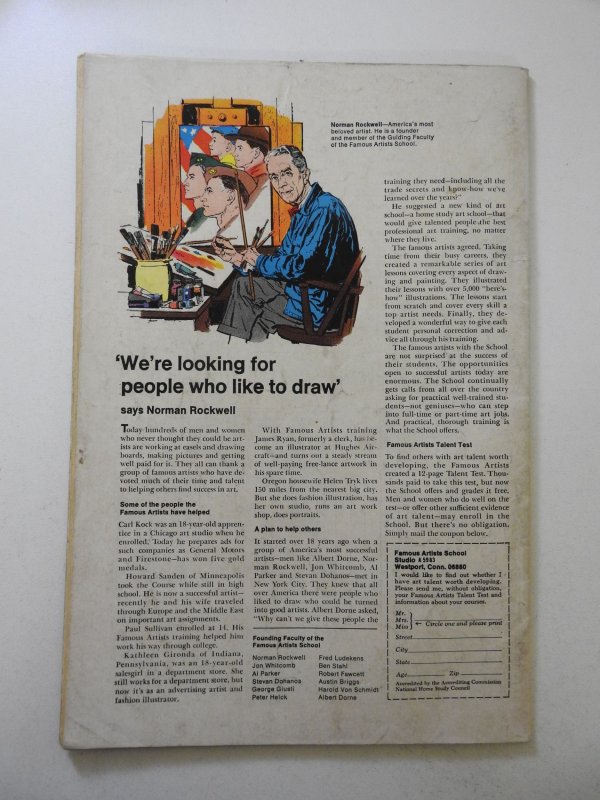 Norman Rockwell—America's most
beloved artist. He is a founder
and member of the Guiding Faculty
of the Famous Artists School.
'We're looking for
people who like to draw'
says Norman Rockwell
Today hundreds of men and women
who never thought they could be art-
ists are working at easels and drawing
boards, making pictures and getting
well paid for it. They all can thank a
group of famous artists who have de-
voted much of their time and talent
to helping others find success in art.
Some of the people the
Famous Artists have helped
Carl Kock was an 18-year-old appren-
tice in a Chicago art studio when he
enrolled. Today he prepares ads for
such companies as General Motors
and Firestone—has won five gold
medals.
Howard Sanden of Minneapolis
took the Course while still in high
school. He is now a successful artist—
recently he and his wife traveled
through Europe and the Middle East
on important art assignments.
Paul Sullivan enrolled at 14. His
Famous Artists training helped him
work his way through college.
Kathleen Gironda of Indiana,
Pennsylvania, was an 18-year-old
salesgirl in a department store. She
still works for a department store, but
now it's as an advertising artist and
fashion illustrator.
With Famous Artists training
James Ryan, formerly a clerk, has be-
come an illustrator at Hughes Air-
craft—and turns out a steady stream
of well-paying free-lance artwork in
his spare time.
Oregon housewife Helen Tryk lives
150 miles from the nearest big city.
But she does fashion illustration, has
her own studio, runs an art work
shop, does portraits.
A plan to help others
It started over 18 years ago when a
group of America's most successful
artists—men like Albert Dorne, Nor-
man Rockwell, Jon Whitcomb, Al
Parker and Stevan Dohanos—met in
New York City. They knew that all
over America there were people who
liked to draw who could be turned
into good artists. Albert Dorne asked,
"Why can't we give these people the
Founding Faculty of the
Famous Artists School
Norman Rockwell
Jon Whitcomb
Al Parker
Stevan Dohanos
George Giusti
Peter Helck
Fred Ludekens
Ben Stahl
Robert Fawcett
Austin Briggs
Harold Von Schmidt
Albert Dorne
training they need—including all the
trade secrets and know-how we've
learned over the years?"
He suggested a new kind of art
school—a home study art school—that
would give talented people the best
professional art training, no matter
where they live.
The famous artists agreed. Taking
time from their busy careers, they
created a remarkable series of art
lessons covering every aspect of draw-
ing and painting. They illustrated
their lessons with over 5,000 "here's-
how" illustrations. The lessons start
from scratch and cover every skill a
top artist needs. Finally, they de-
veloped a wonderful way to give each
student personal correction and ad-
vice all through his training.
The famous artists with the School
are not surprised at the success of
their students. The opportunities
open to successful artists today are
enormous. The School continually
gets calls from all over the country
asking for practical well-trained stu-
dents—not geniuses—who can step
into full-time or part-time art jobs.
And practical, thorough training is
what the School offers.
Famous Artists Talent Test
To find others with art talent worth
developing, the Famous Artists
created a 12-page Talent Test. Thou-
sands paid to take this test, but now
the School offers and grades it free.
Men and women who do well on the
test—or offer other sufficient evidence
of art talent—may enroll in the
School. But there's no obligation.
Simply mail the coupon below.
Famous Artists School
Studio A 5983
Westport, Conn. 06880
I would like to find out whether I
have art talent worth developing.
Please send me, without obligation,
your Famous Artists Talent Test and
information about your courses.
Mr.
Mrs. ← Circle one and please print
Miss
Street
City
State
Age Zip
Accredited by the Accrediting Commission
National Home Study Council